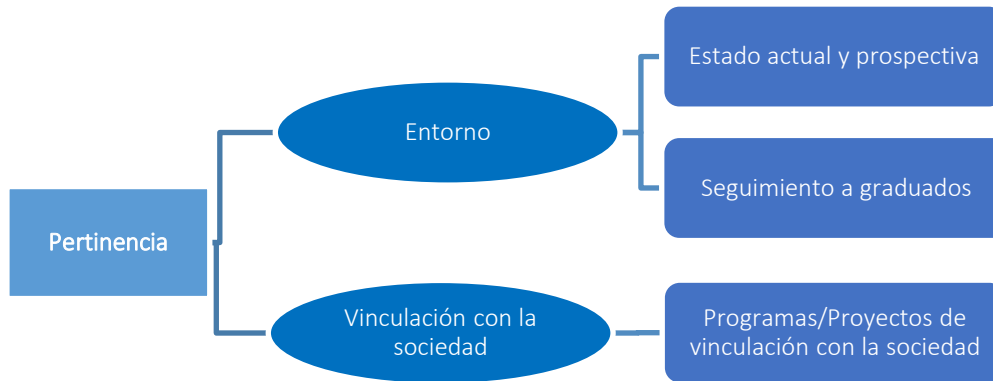 Estado actual y prospectiva
Entorno
Seguimiento a graduados
Pertinencia
Vinculación con la
sociedad
Programas/Proyectos de
vinculación con la sociedad